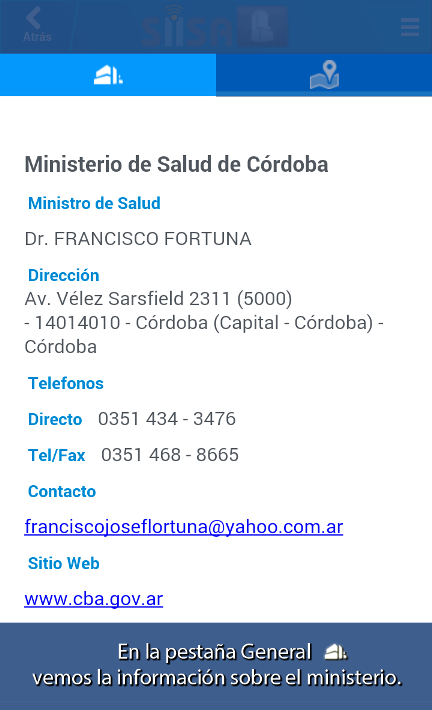 Atrás
SIISA
Ministerio de Salud de Córdoba
Ministro de Salud
Dr. FRANCISCO FORTUNA
Dirección
Av. Vélez Sarsfield 2311 (5000)
- 14014010 - Córdoba (Capital - Córdoba) -
Córdoba
Telefonos
Directo 0351 434 - 3476
Tel/Fax 0351 468 - 8665
Contacto
franciscojoseflortuna@yahoo.com.ar
Sitio Web
www.cba.gov.ar
En la pestaña General
vemos la información sobre el ministerio.